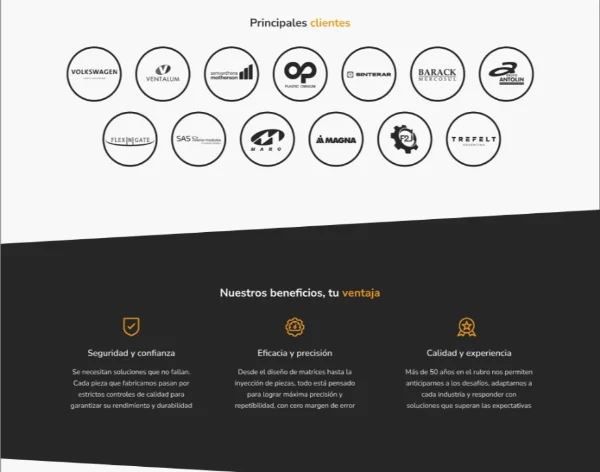 Principales clientes
VOLKSWAGEN
VENTALUM
PLASTIC OMNIUM
SINTERAR
BARACK
MERCOSUL
GRUPO
ANTOLIN
FLEX N GATE
SAS
MARO
MAGNA
F2J
TREFELT
Nuestros beneficios, tu ventaja
Seguridad y confianza
Se necesitan soluciones que no fallan.
Cada pieza que fabricamos pasan por
estrictos controles de calidad para
garantizar su rendimiento y durabilidad
Eficacia y precisión
Desde el diseño de matrices hasta la
inyección de piezas, todo está pensado
para lograr máxima precisión y
repetibilidad, con cero margen de error
Calidad y experiencia
Más de 50 años en el rubro nos permiten
anticiparnos a los desafíos, adaptarnos a
cada industria y responder con
soluciones que superan las expectativas